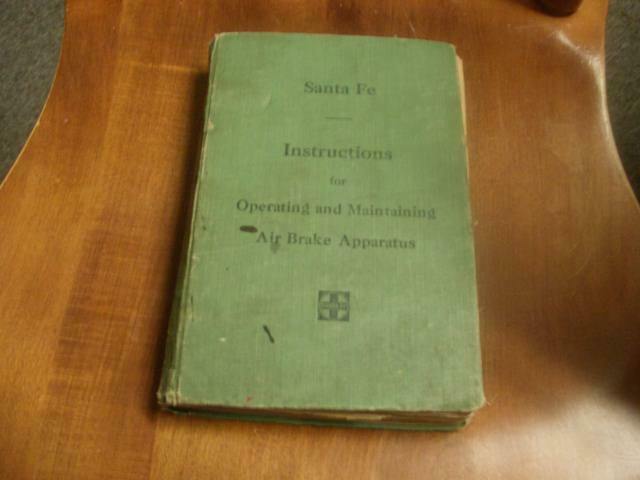 Santa Fe
Instructions
for
Operating and Maintaining
Air Brake Apparatus